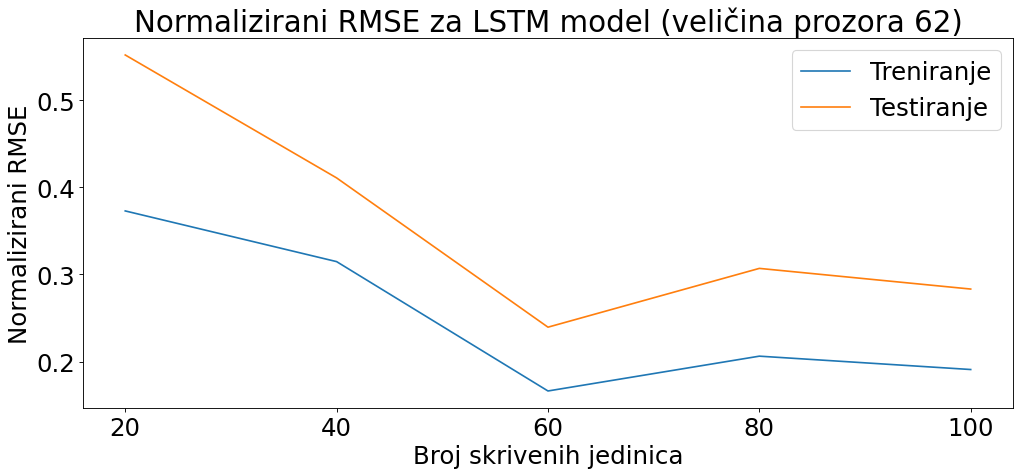 Normalizirani RMSE za LSTM model (veličina prozora 62)
Treniranje
Testiranje
Normalizirani RMSE
0.5
0.4
0.3
0.2
20 40 60 80 100
Broj skrivenih jedinica